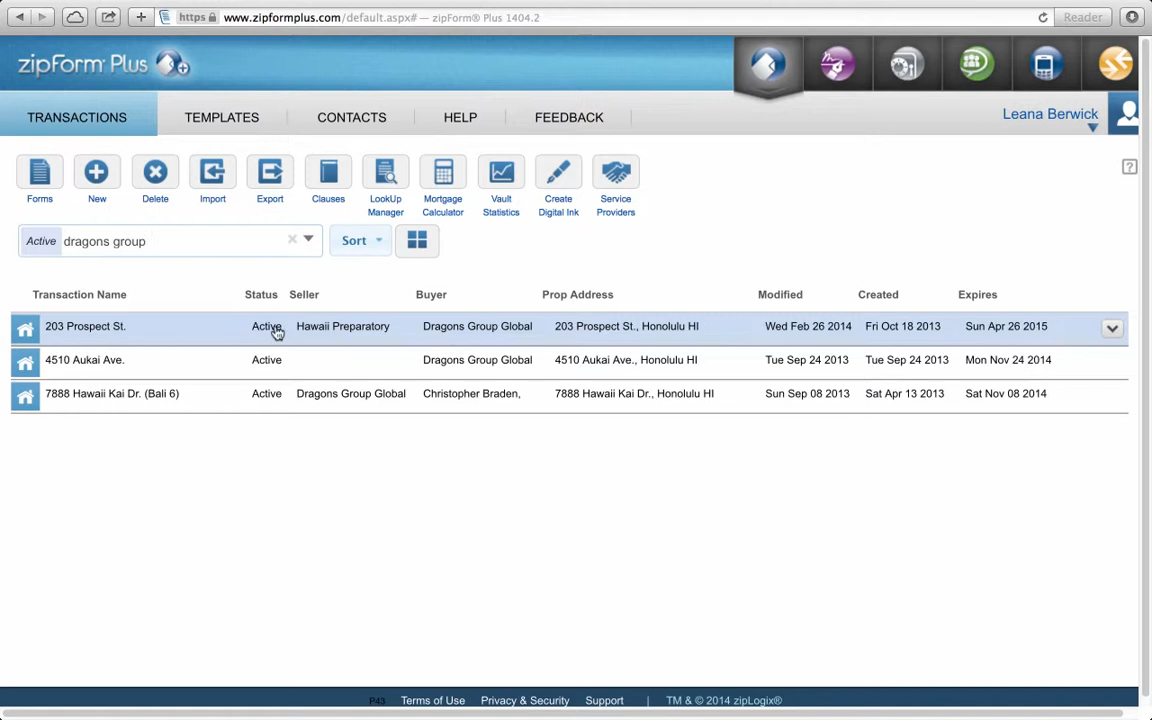 https www.zipformplus.com/default.aspx# — zipForm® Plus 1404.2 Reader
zipForm® Plus
TRANSACTIONS TEMPLATES CONTACTS HELP FEEDBACK Leana Berwick
Forms New Delete Import Export Clauses LookUp Manager Mortgage Calculator Vault Statistics Create Digital Ink Service Providers ?
Active dragons group Sort
Transaction Name Status Seller Buyer Prop Address Modified Created Expires
203 Prospect St. Active Hawaii Preparatory Dragons Group Global 203 Prospect St., Honolulu HI Wed Feb 26 2014 Fri Oct 18 2013 Sun Apr 26 2015
4510 Aukai Ave. Active Dragons Group Global 4510 Aukai Ave., Honolulu HI Tue Sep 24 2013 Tue Sep 24 2013 Mon Nov 24 2014
7888 Hawaii Kai Dr. (Bali 6) Active Dragons Group Global Christopher Braden, 7888 Hawaii Kai Dr., Honolulu HI Sun Sep 08 2013 Sat Apr 13 2013 Sat Nov 08 2014
P43 Terms of Use Privacy & Security Support | TM & © 2014 zipLogix®